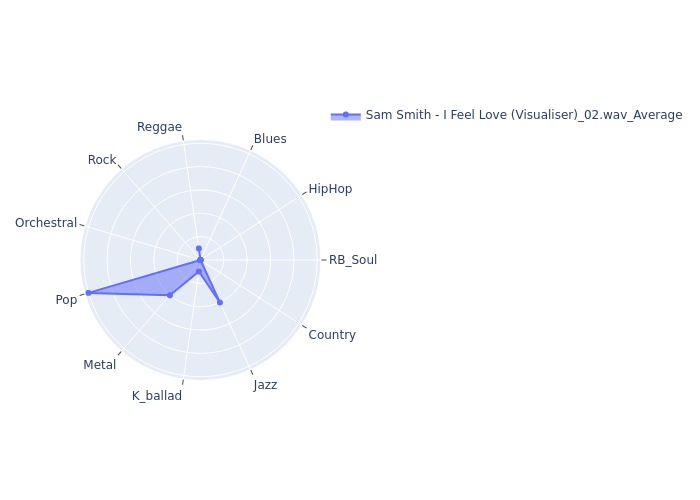 Sam Smith - I Feel Love (Visualiser)_02.wav_Average
Reggae
Blues
Rock
HipHop
Orchestral
RB_Soul
Pop
Country
Metal
Jazz
K_ballad